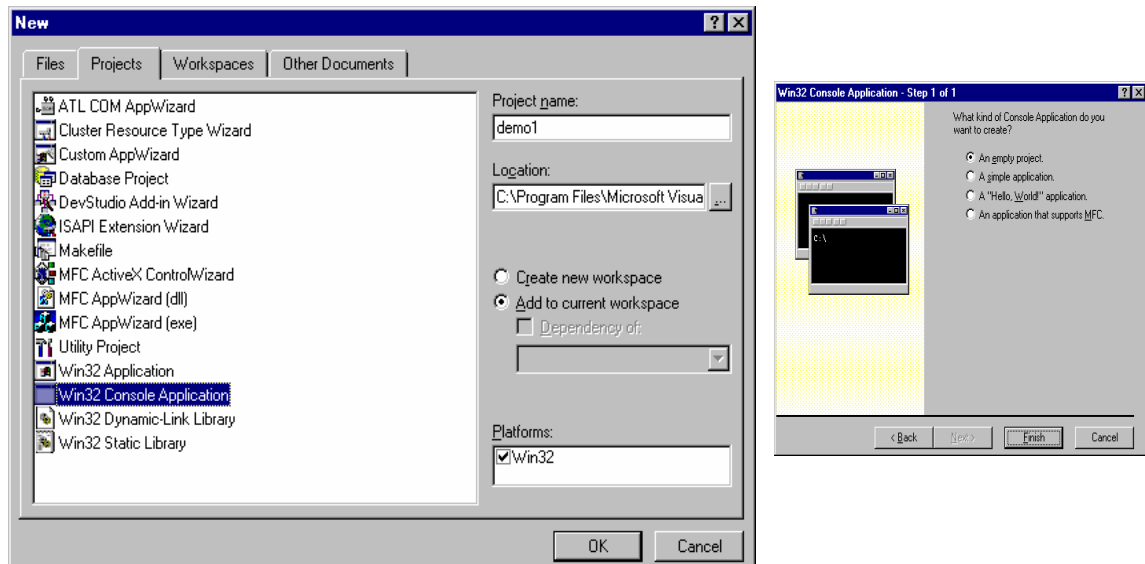 New
Files Projects Workspaces Other Documents
ATL COM AppWizard
Cluster Resource Type Wizard
Custom AppWizard
Database Project
DevStudio Add-in Wizard
ISAPI Extension Wizard
Makefile
MFC ActiveX ControlWizard
MFC AppWizard (dll)
MFC AppWizard (exe)
Utility Project
Win32 Application
Win32 Console Application
Win32 Dynamic-Link Library
Win32 Static Library
Project name:
demo1
Location:
C:\Program Files\Microsoft Visua ...
Create new workspace
Add to current workspace
Dependency of:
Platforms:
Win32
OK Cancel
Win32 Console Application - Step 1 of 1
C:\
What kind of Console Application do you
want to create?
An empty project.
A simple application.
A "Hello, World!" application.
An application that supports MFC.
< Back Next > Finish Cancel